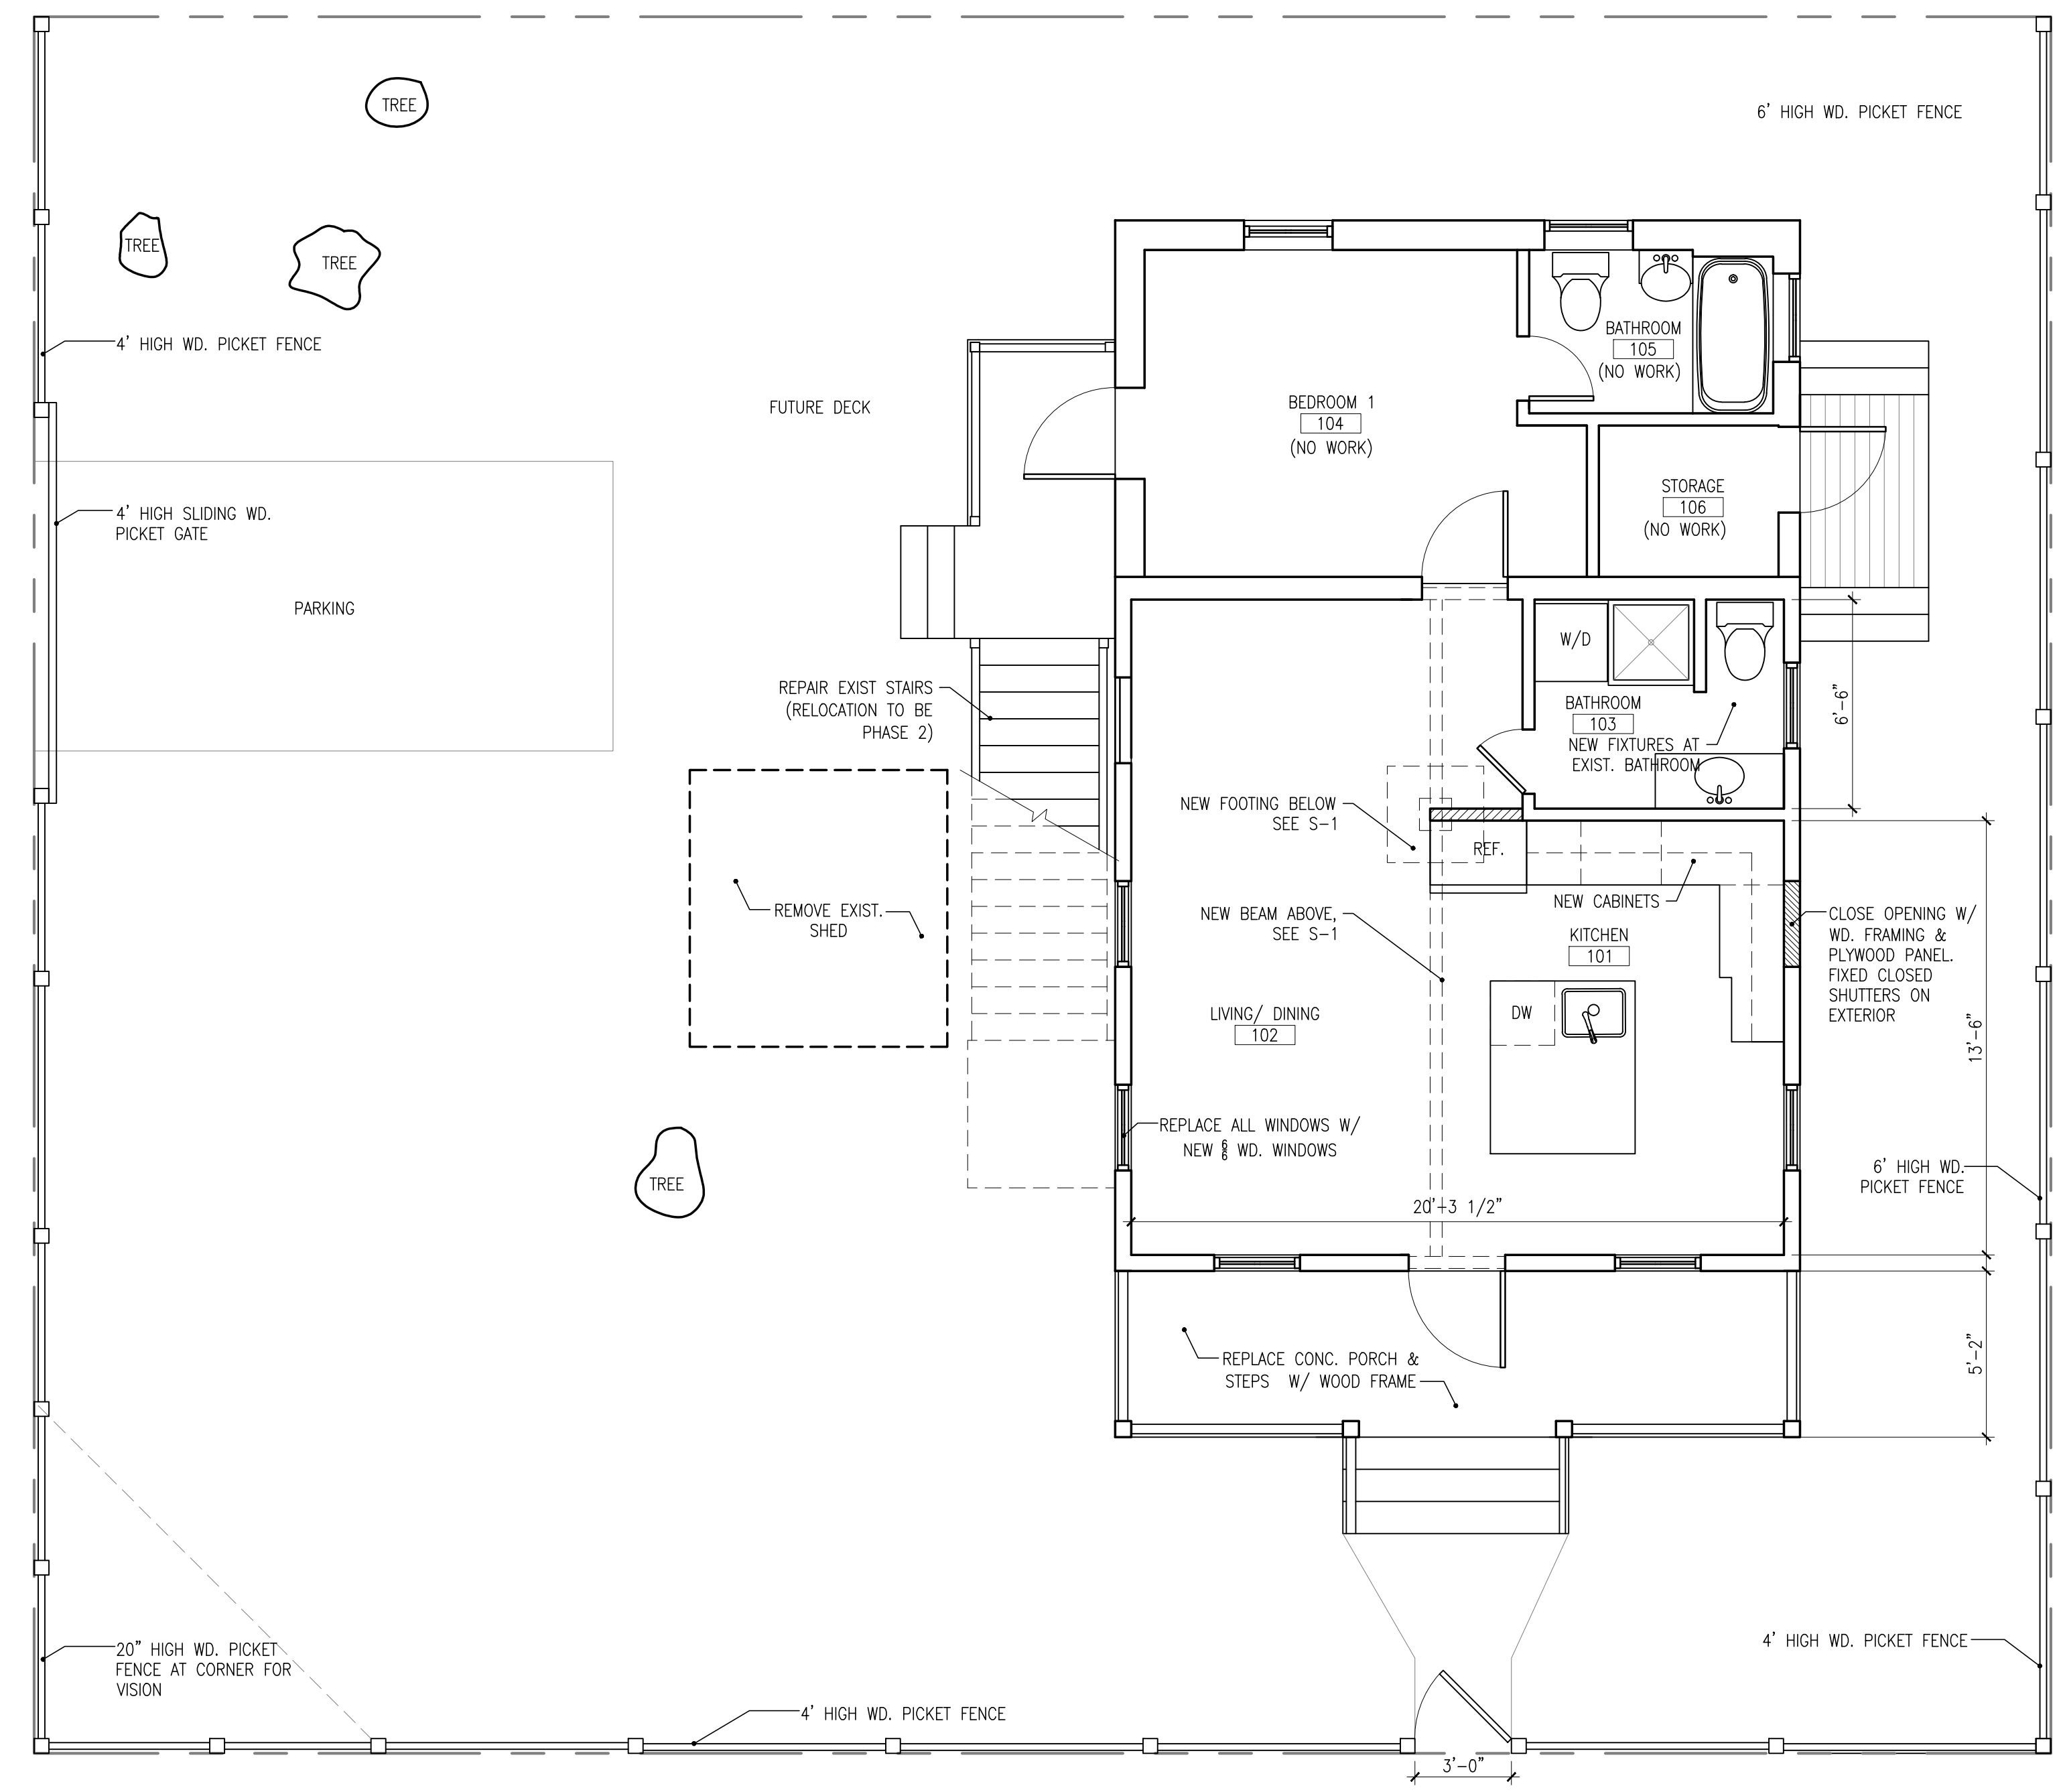 TREE
6' HIGH WD. PICKET FENCE
TREE
TREE
4' HIGH WD. PICKET FENCE
FUTURE DECK
BATHROOM
105
(NO WORK)
BEDROOM 1
104
(NO WORK)
4' HIGH SLIDING WD.
PICKET GATE
STORAGE
106
(NO WORK)
PARKING
W/D
REPAIR EXIST STAIRS
(RELOCATION TO BE
PHASE 2)
BATHROOM
103
NEW FIXTURES AT
EXIST. BATHROOM
6'-6"
NEW FOOTING BELOW
SEE S-1
REF.
NEW CABINETS
REMOVE EXIST.
SHED
NEW BEAM ABOVE,
SEE S-1
KITCHEN
101
CLOSE OPENING W/
WD. FRAMING &
PLYWOOD PANEL.
FIXED CLOSED
SHUTTERS ON
EXTERIOR
DW
LIVING/ DINING
102
13'-6"
REPLACE ALL WINDOWS W/
NEW 6/6 WD. WINDOWS
TREE
6' HIGH WD.
PICKET FENCE
20'-3 1/2"
REPLACE CONC. PORCH &
STEPS W/ WOOD FRAME
5'-2"
20" HIGH WD. PICKET
FENCE AT CORNER FOR
VISION
4' HIGH WD. PICKET FENCE
4' HIGH WD. PICKET FENCE
3'-0"